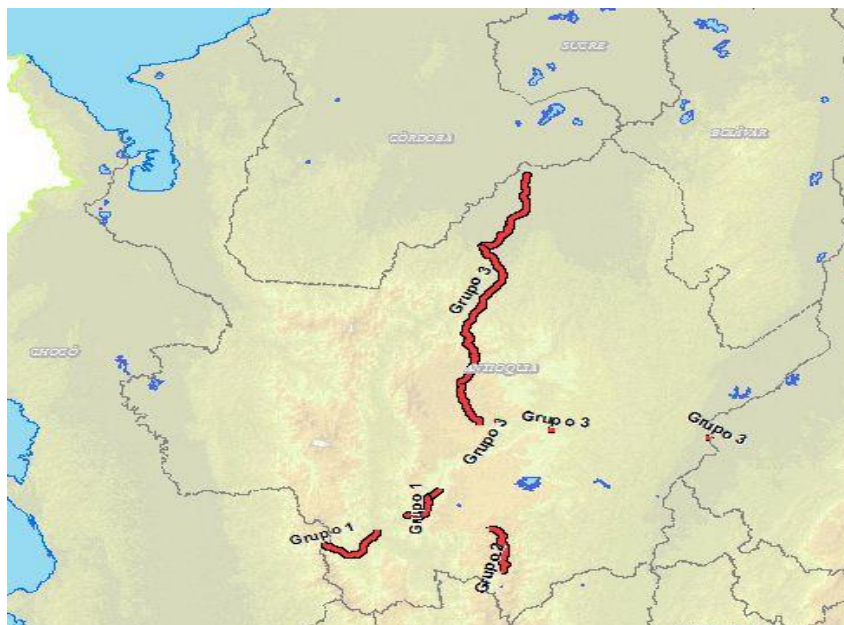 SUCRE
CÓRDOBA
BOLÍVAR
Grupo 3
CHOCÓ
ANTIOQUIA
Grupo 3
Grupo 3
Grupo 3
Grupo 1
Grupo 1
Grupo 2